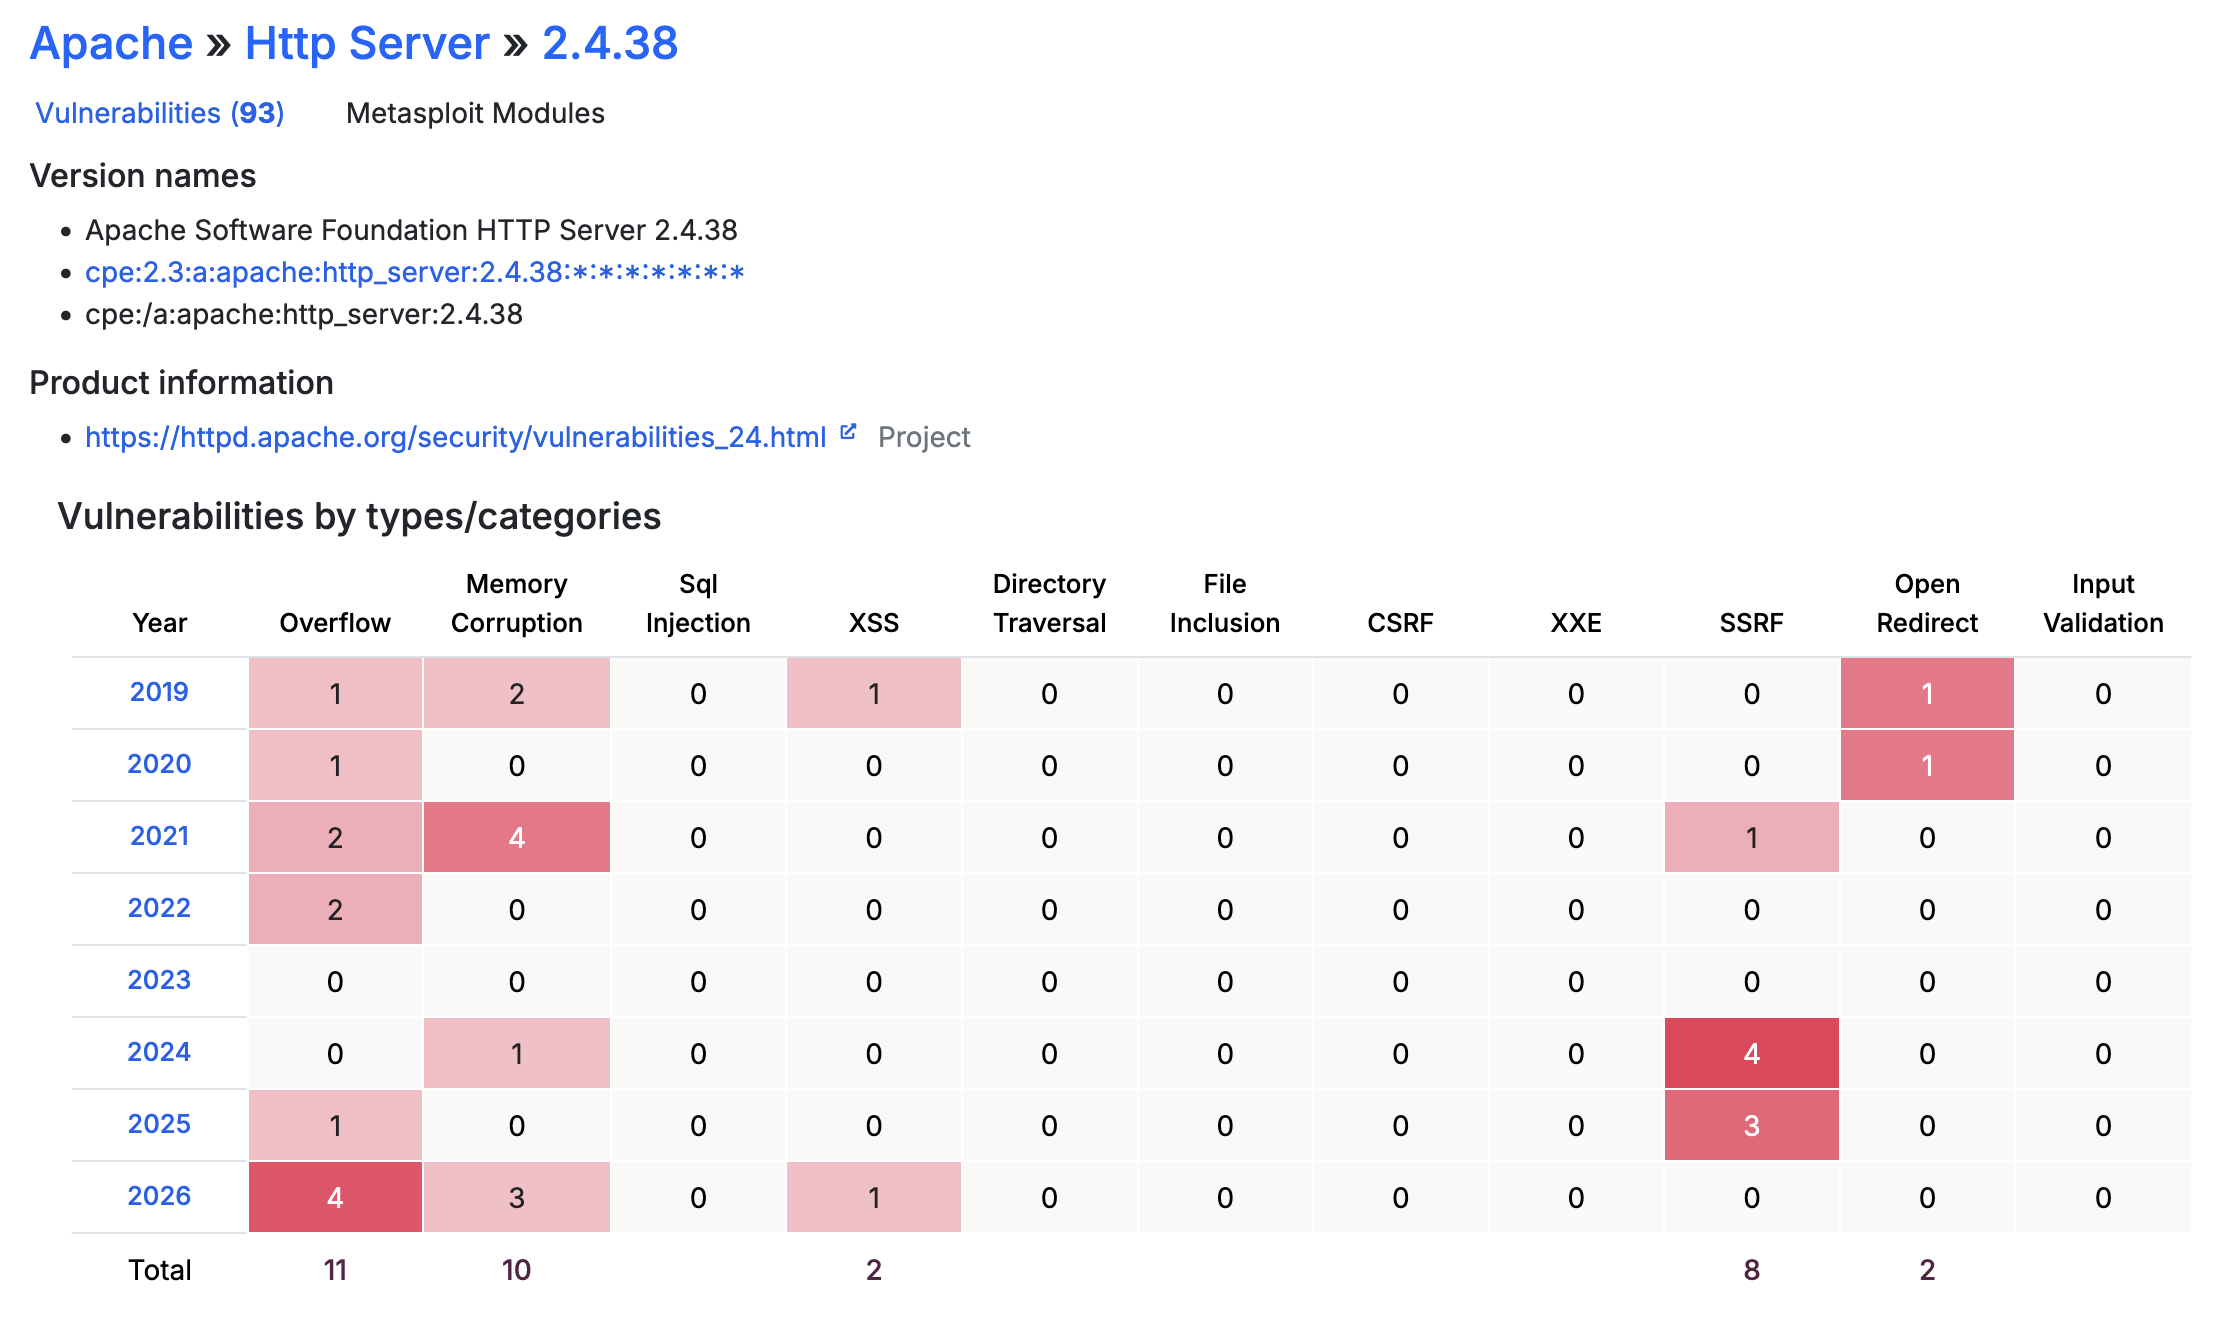 Apache » Http Server » 2.4.38
Vulnerabilities (93) Metasploit Modules
Version names
• Apache Software Foundation HTTP Server 2.4.38
• cpe:2.3:a:apache:http_server:2.4.38:*:*:*:*:*:*:*
• cpe:/a:apache:http_server:2.4.38
Product information
• https://httpd.apache.org/security/vulnerabilities_24.html Project
Vulnerabilities by types/categories
Year Overflow Memory Corruption Sql Injection XSS Directory Traversal File Inclusion CSRF XXE SSRF Open Redirect Input Validation
2019 1 2 0 1 0 0 0 0 0 1 0
2020 1 0 0 0 0 0 0 0 0 1 0
2021 2 4 0 0 0 0 0 0 1 0 0
2022 2 0 0 0 0 0 0 0 0 0 0
2023 0 0 0 0 0 0 0 0 0 0 0
2024 0 1 0 0 0 0 0 0 4 0 0
2025 1 0 0 0 0 0 0 0 3 0 0
2026 4 3 0 1 0 0 0 0 0 0 0
Total 11 10 2 8 2